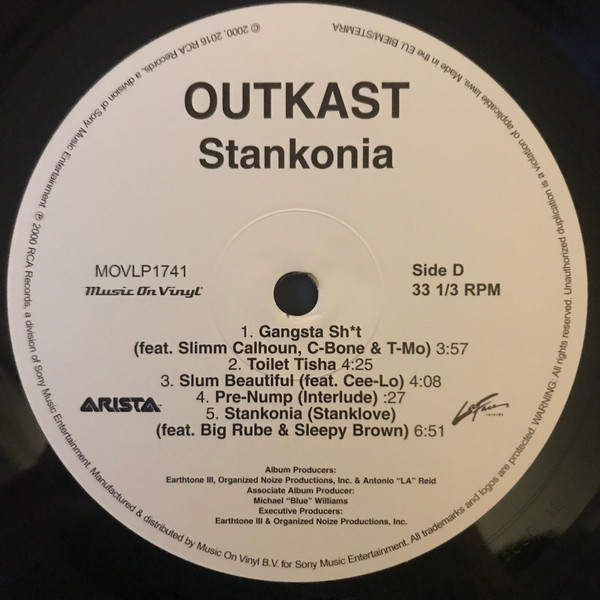 OUTKAST
Stankonia
MOVLP1741
Music On Vinyl
Side D
33 1/3 RPM
1. Gangsta Sh*t
(feat. Slimm Calhoun, C-Bone & T-Mo) 3:57
2. Toilet Tisha 4:25
3. Slum Beautiful (feat. Cee-Lo) 4:08
4. Pre-Nump (Interlude) :27
5. Stankonia (Stanklove)
(feat. Big Rube & Sleepy Brown) 6:51
ARISTA
LaFace
RECORDS
Album Producers:
Earthtone III, Organized Noize Productions, Inc. & Antonio “LA” Reid
Associate Album Producer:
Michael “Blue” Williams
Executive Producers:
Earthtone III & Organized Noize Productions, Inc.
℗ 2000 RCA Records, a division of Sony Music Entertainment. Manufactured & distributed by Music On Vinyl B.V. for Sony Music Entertainment. All trademarks and logos are protected. WARNING: All rights reserved. Unauthorized duplication is a violation of applicable laws. Made in the EU. BIEM/STEMRA
© 2000, 2016 RCA Records, a division of Sony Music Entertainment.